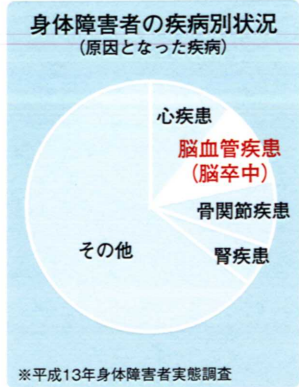 身体障害者の疾病別状況
(原因となった疾病)
心疾患
脳血管疾患
(脳卒中)
骨関節疾患
腎疾患
その他
※平成13年身体障害者実態調査